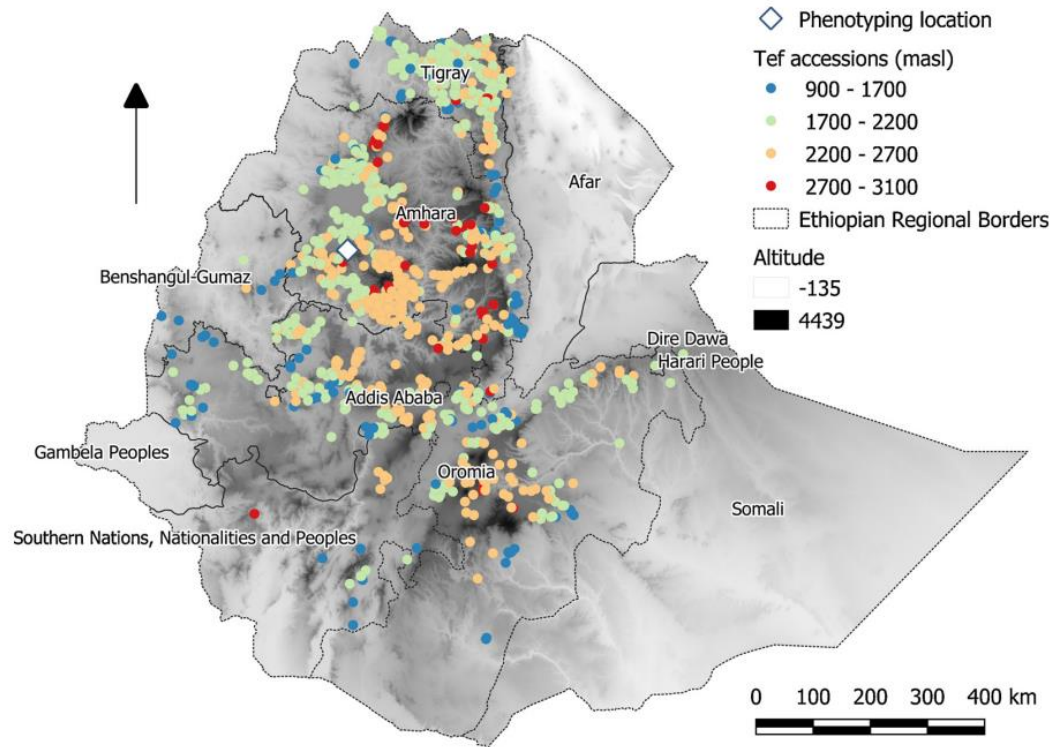 Phenotyping location
Tef accessions (masl)
900 - 1700
1700 - 2200
2200 - 2700
2700 - 3100
Ethiopian Regional Borders
Altitude
-135
4439
Tigray
Afar
Amhara
Benshangul-Gumaz
Dire Dawa
Harari People
Addis Ababa
Gambela Peoples
Oromia
Somali
Southern Nations, Nationalities and Peoples
0 100 200 300 400 km